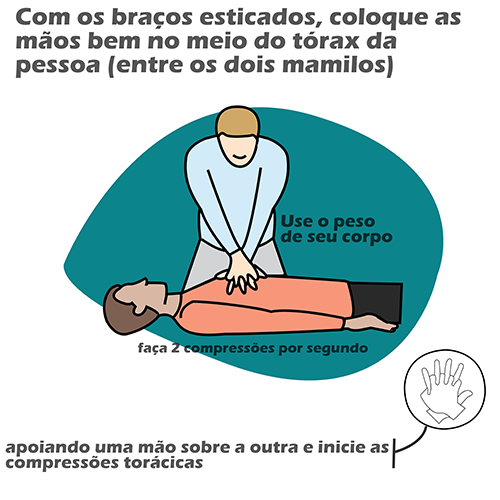 Com os braços esticados, coloque as
mãos bem no meio do tórax da
pessoa (entre os dois mamilos)
Use o peso
de seu corpo
faça 2 compressões por segundo
apoiando uma mão sobre a outra e inicie as
compressões torácicas